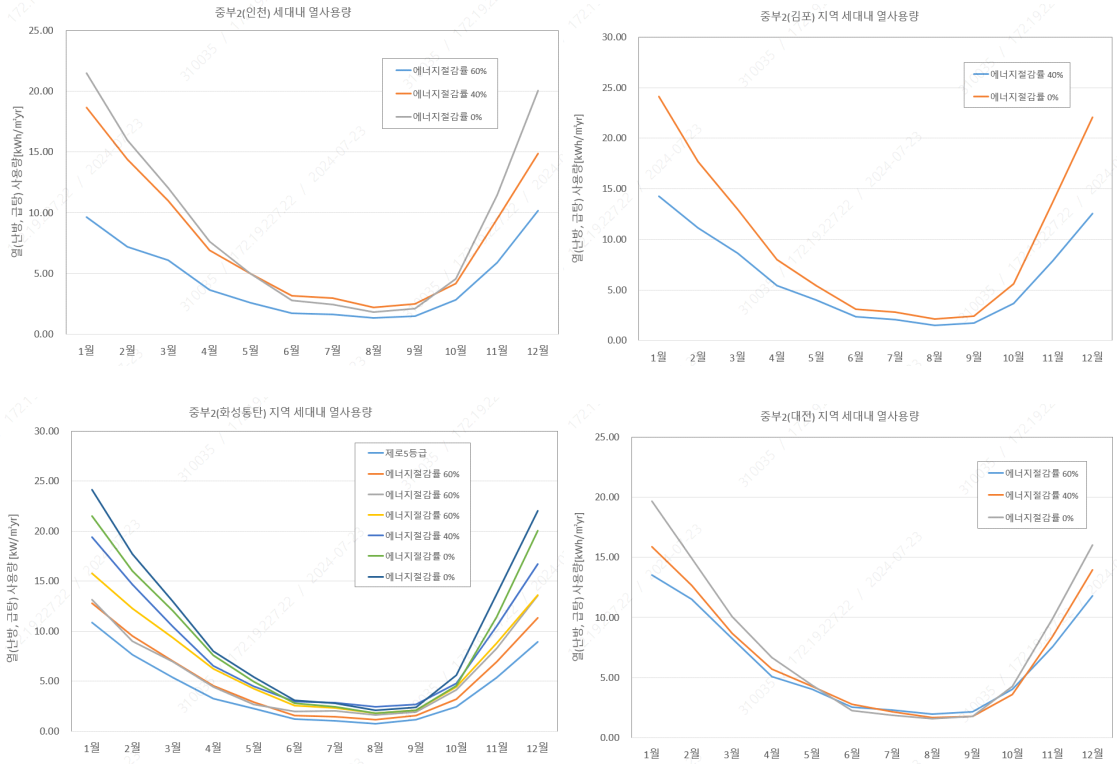 중부2(인천) 세대내 열사용량
열(난방, 급탕) 사용량[kWh/m²yr]
25.00
20.00
15.00
10.00
5.00
0.00
에너지절감률 60%
에너지절감률 40%
에너지절감률 0%
1월 2월 3월 4월 5월 6월 7월 8월 9월 10월 11월 12월
중부2(김포) 지역 세대내 열사용량
열(난방, 급탕) 사용량[kWh/m²yr]
30.00
25.00
20.00
15.00
10.00
5.00
0.00
에너지절감률 40%
에너지절감률 0%
1월 2월 3월 4월 5월 6월 7월 8월 9월 10월 11월 12월
중부2(화성동탄) 지역 세대내 열사용량
열(난방, 급탕) 사용량[kW/m²yr]
30.00
25.00
20.00
15.00
10.00
5.00
0.00
제로5등급
에너지절감률 60%
에너지절감률 60%
에너지절감률 60%
에너지절감률 40%
에너지절감률 0%
에너지절감률 0%
1월 2월 3월 4월 5월 6월 7월 8월 9월 10월 11월 12월
중부2(대전) 지역 세대내 열사용량
열(난방, 급탕) 사용량[kWh/m²yr]
25.00
20.00
15.00
10.00
5.00
0.00
에너지절감률 60%
에너지절감률 40%
에너지절감률 0%
1월 2월 3월 4월 5월 6월 7월 8월 9월 10월 11월 12월